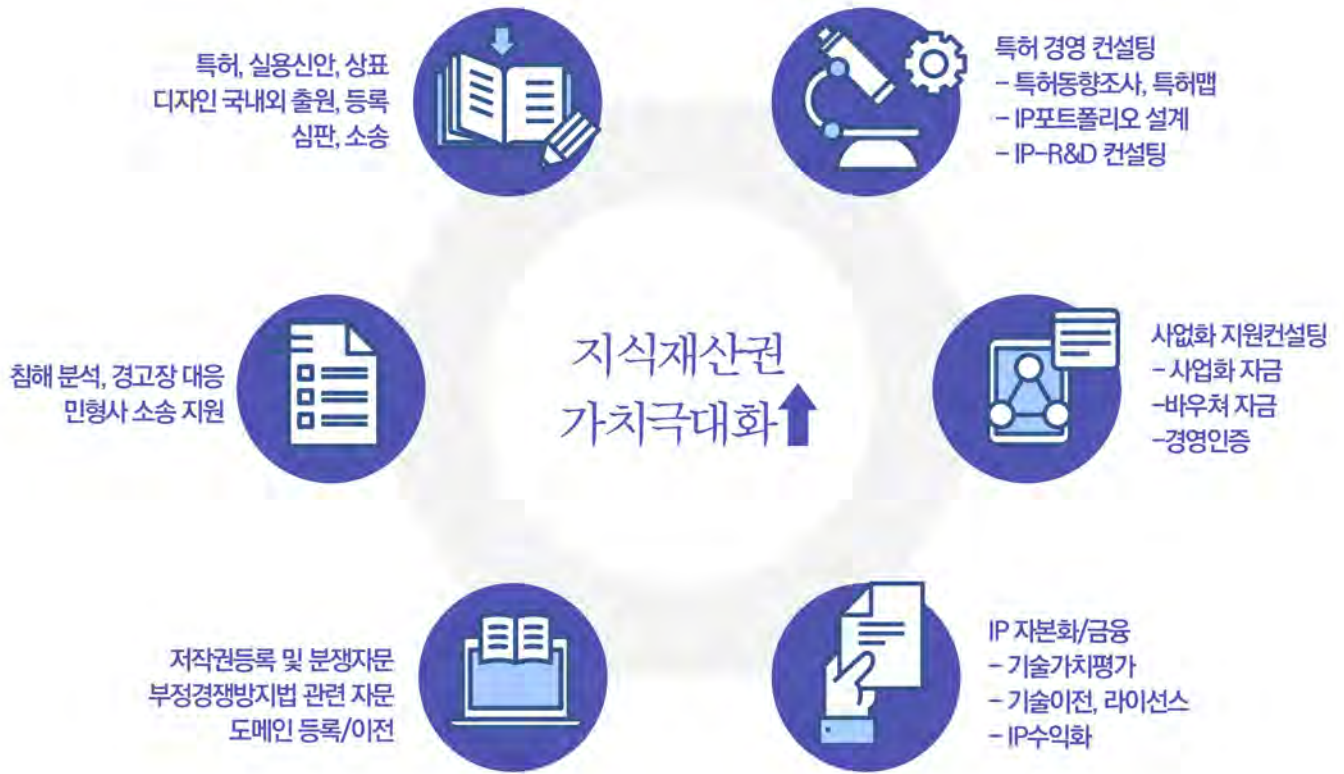 특허, 실용신안, 상표
디자인 국내외 출원, 등록
심판, 소송
특허 경영 컨설팅
- 특허동향조사, 특허맵
- IP포트폴리오 설계
- IP-R&D 컨설팅
침해 분석, 경고장 대응
민형사 소송 지원
지식재산권
가치극대화
사업화 지원컨설팅
- 사업화 자금
-바우쳐 자금
-경영인증
저작권등록 및 분쟁자문
부정경쟁방지법 관련 자문
도메인 등록/이전
IP 자본화/금융
- 기술가치평가
- 기술이전, 라이선스
- IP수익화